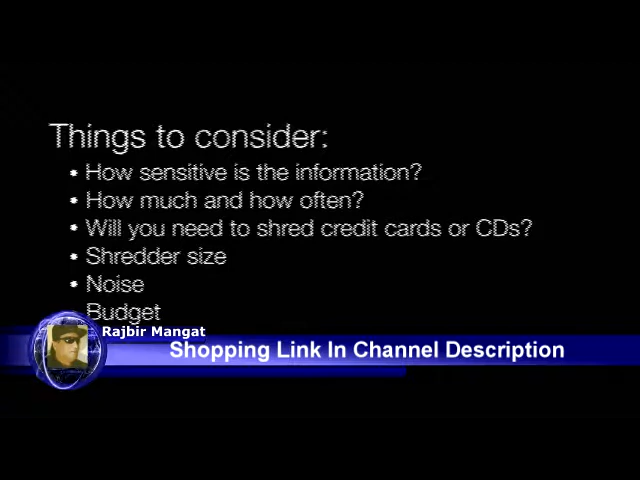 Things to consider:
• How sensitive is the information?
• How much and how often?
• Will you need to shred credit cards or CDs?
• Shredder size
• Noise
Budget
Rajbir Mangat
Shopping Link In Channel Description